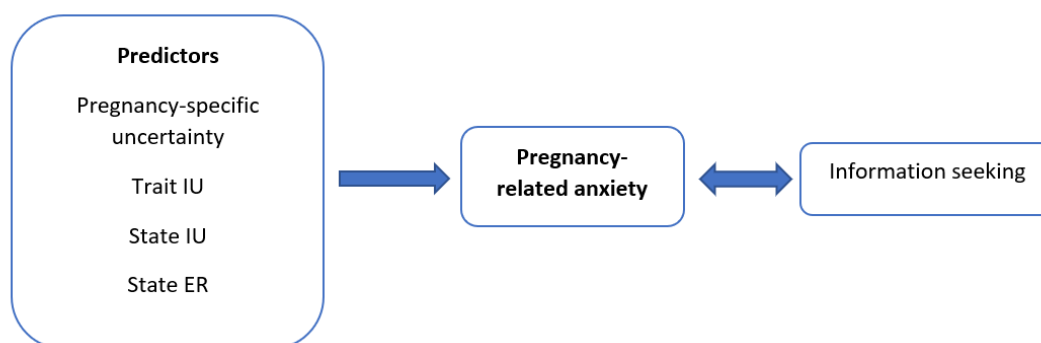 Predictors
Pregnancy-specific
uncertainty
Trait IU
State IU
State ER
Pregnancy-
related anxiety
Information seeking